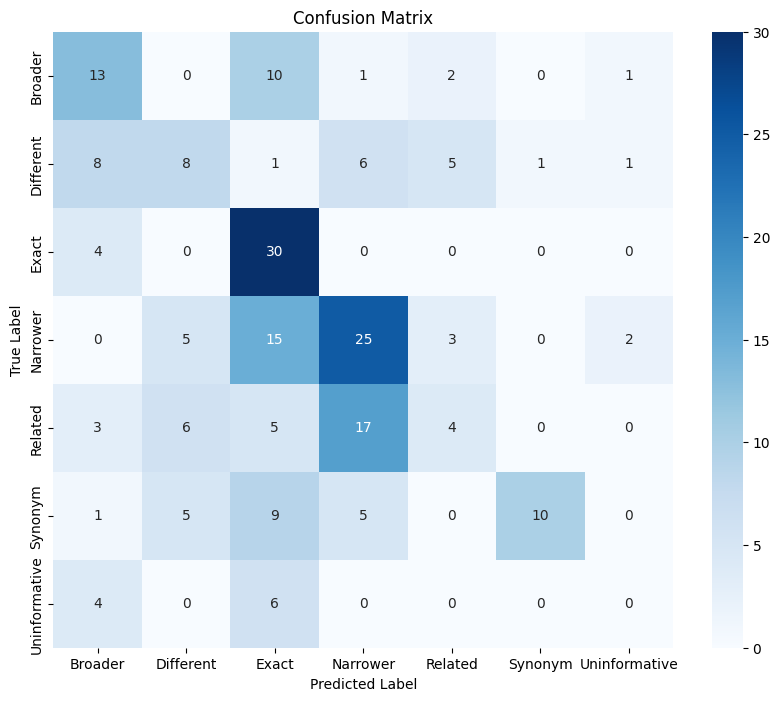 Confusion Matrix
True Label
Broader 13 0 10 1 2 0 1
Different 8 8 1 6 5 1 1
Exact 4 0 30 0 0 0 0
Narrower 0 5 15 25 3 0 2
Related 3 6 5 17 4 0 0
Synonym 1 5 9 5 0 10 0
Uninformative 4 0 6 0 0 0 0
Broader Different Exact Narrower Related Synonym Uninformative
Predicted Label
30
25
20
15
10
5
0